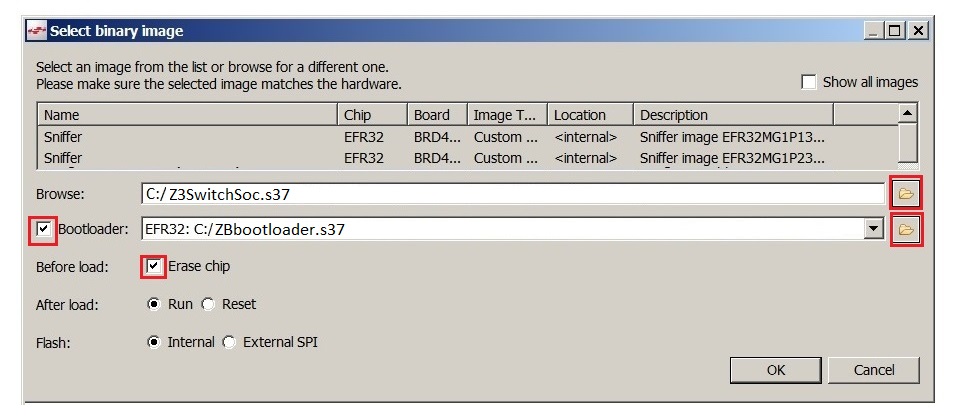 Select binary image
Select an image from the list or browse for a different one.
Please make sure the selected image matches the hardware.
Show all images
Name Chip Board Image T... Location Description
Sniffer EFR32 BRD4... Custom ... <internal> Sniffer image EFR32MG1P13...
Sniffer EFR32 BRD4... Custom ... <internal> Sniffer image EFR32MG1P23...
Browse: C:/Z3SwitchSoc.s37
Bootloader: EFR32: C:/ZBbootloader.s37
Before load: Erase chip
After load: Run Reset
Flash: Internal External SPI
OK Cancel